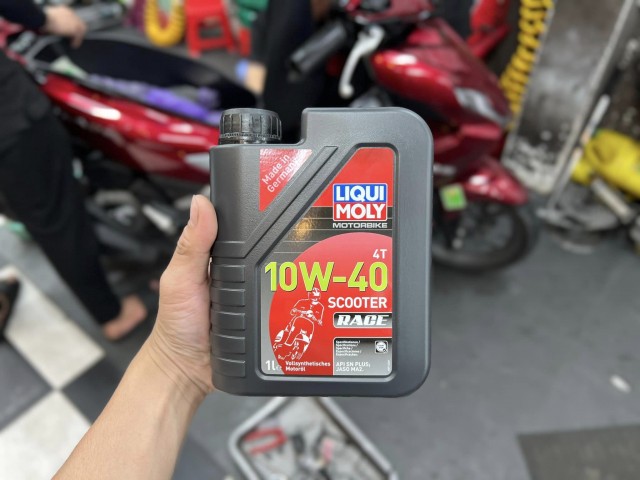 Made in
Germany
LIQUI
MOLY
MOTORBIKE
4T
10W-40
SCOOTER
RACE
Specifications /
API SN PLUS;
JASO MA2
1L
Vollsynthetisches
Motoröl